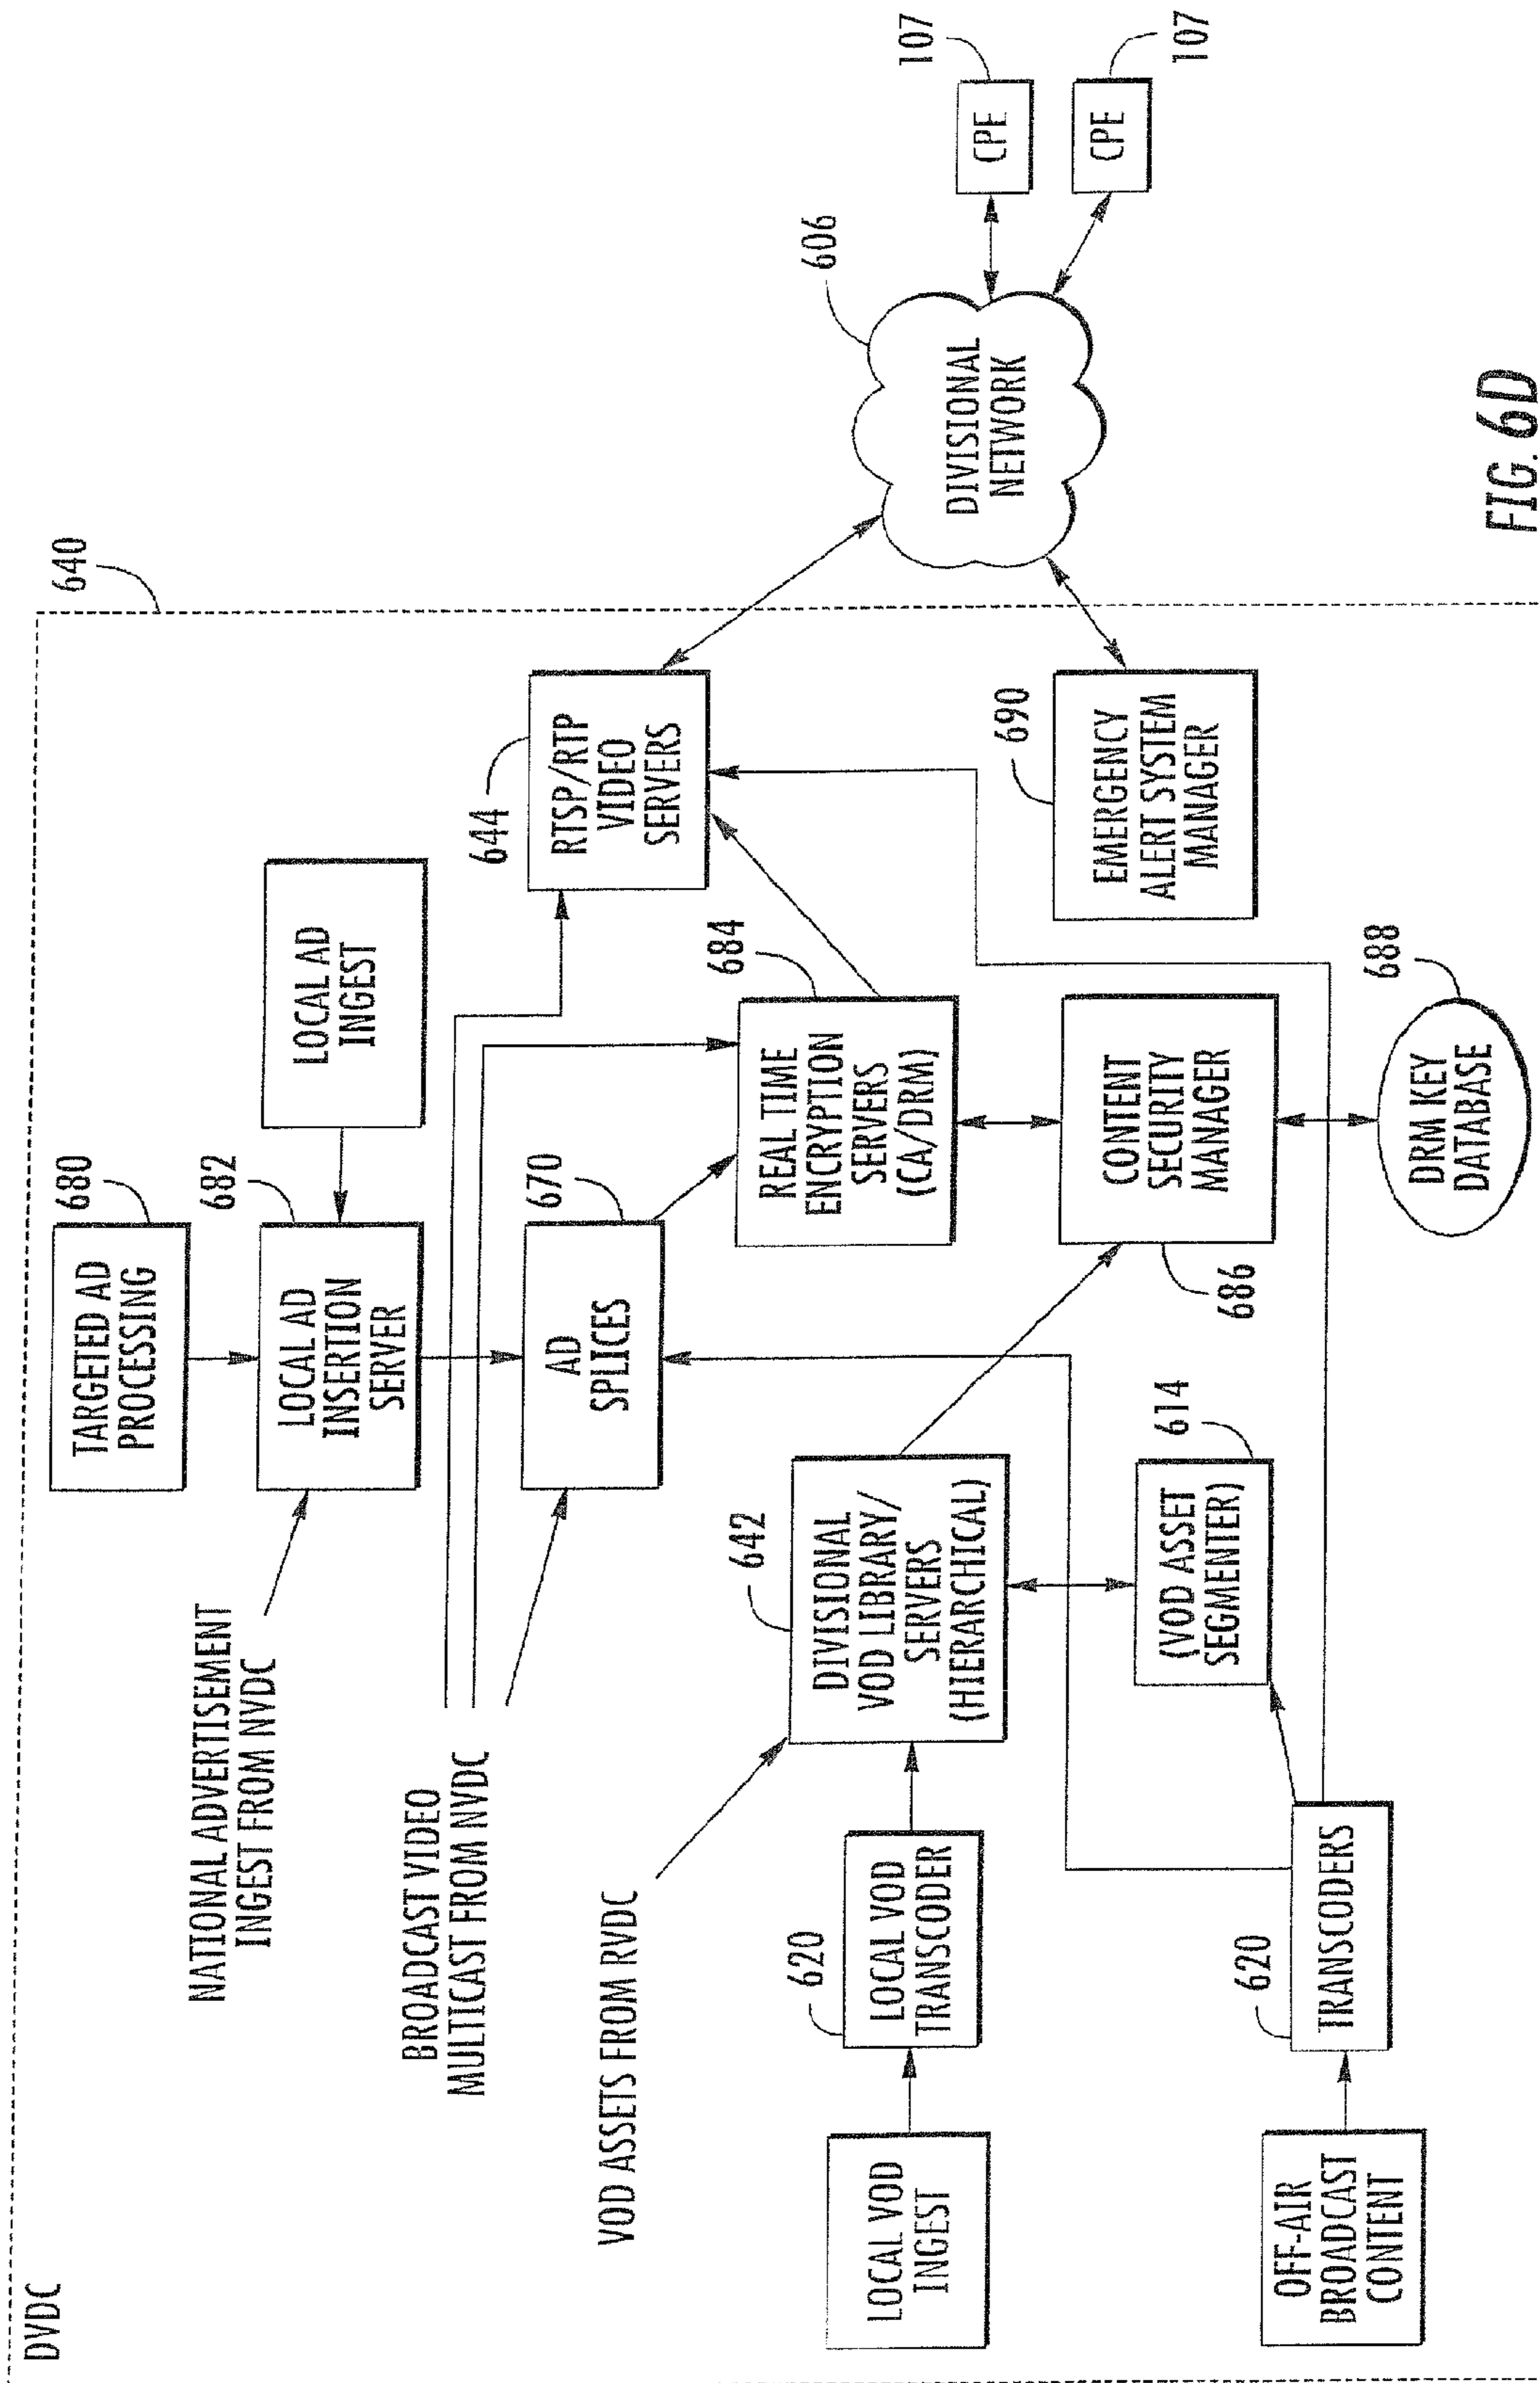 DVDC
640
NATIONAL ADVERTISEMENT
INGEST FROM NVDC
TARGETED AD
PROCESSING
680
LOCAL AD
INSERTION
SERVER
682
LOCAL AD
INGEST
BROADCAST VIDEO
MULTICAST FROM NVDC
AD
SPLICES
670
RTSP/RTP
VIDEO
SERVERS
644
VOD ASSETS FROM RVDC
LOCAL VOD
INGEST
620
LOCAL VOD
TRANSCODER
642
DIVISIONAL
VOD LIBRARY/
SERVERS
(HIERARCHICAL)
REAL TIME
ENCRYPTION
SERVERS
(CA/DRM)
684
(VOD ASSET
SEGMENTER)
614
CONTENT
SECURITY
MANAGER
686
EMERGENCY
ALERT SYSTEM
MANAGER
690
OFF-AIR
BROADCAST
CONTENT
620
TRANSCODERS
DRM KEY
DATABASE
688
DIVISIONAL
NETWORK
606
CPE
107
CPE
107
FIG. 6D